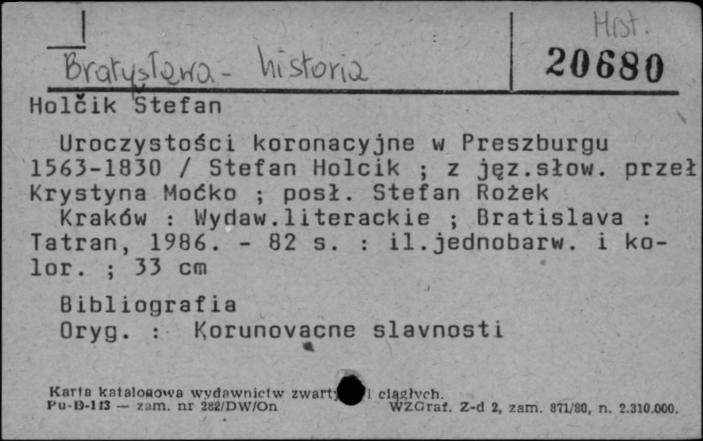 Hist.
Bratysława - historia
20680
Holčik Štefan
Uroczystości koronacyjne w Preszburgu
1563-1830 / Stefan Holcik ; z jęz.słow. przeł
Krystyna Moćko ; posł. Stefan Rożek
Kraków : Wydaw.literackie ; Bratislava :
Tatran, 1986. - 82 s. : il.jednobarw. i ko-
lor. ; 33 cm
Bibliografia
Oryg. : Korunovacne slavnosti
Karta katalogowa wydawnictw i ciągłych.
Pu-D-113 — zam. nr 282/DW/On WZGraf. Z-d 2, zam. 871/80, n. 2.310.000.